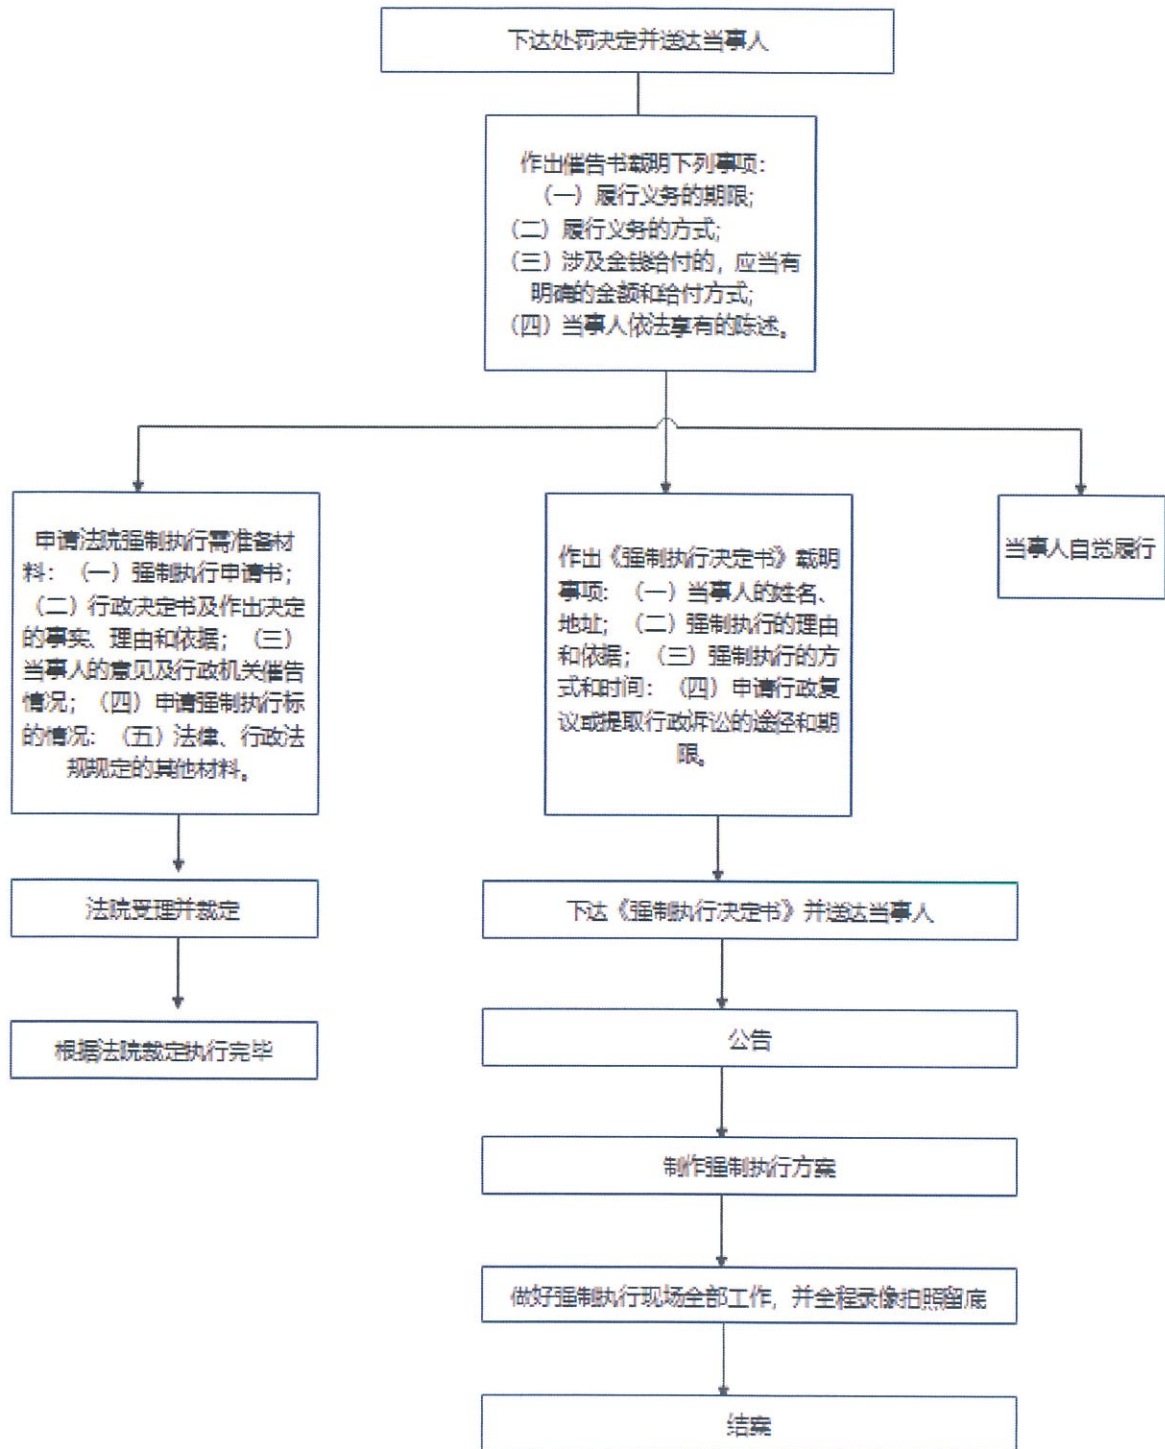 下达处罚决定并送达当事人
作出催告书载明下列事项：
（一）履行义务的期限；
（二）履行义务的方式；
（三）涉及金钱给付的，应当有
明确的金额和给付方式；
（四）当事人依法享有的陈述。
申请法院强制执行需准备材
料：（一）强制执行申请书；
（二）行政决定书及作出决定
的事实、理由和依据；（三）
当事人的意见及行政机关催告
情况；（四）申请强制执行标
的情况：（五）法律、行政法
规规定的其他材料。
作出《强制执行决定书》载明
事项：（一）当事人的姓名、
地址；（二）强制执行的理由
和依据；（三）强制执行的方
式和时间：（四）申请行政复
议或提取行政诉讼的途径和期
限。
当事人自觉履行
法院受理并裁定
下达《强制执行决定书》并送达当事人
根据法院裁定执行完毕
公告
制作强制执行方案
做好强制执行现场全部工作，并全程录像拍照留底
结案